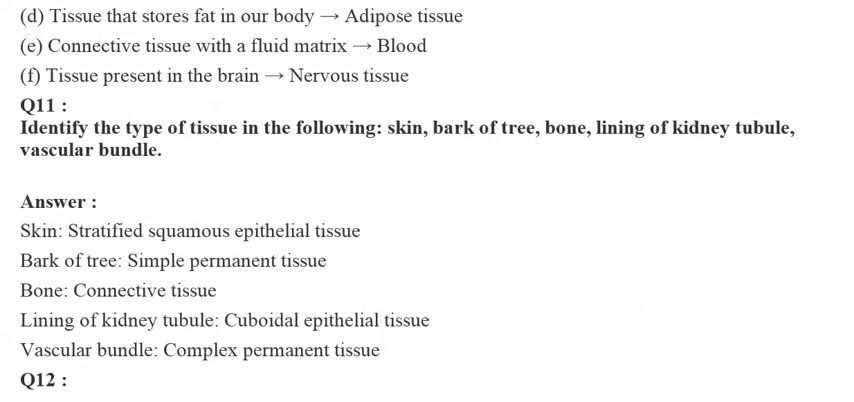 (d) Tissue that stores fat in our body → Adipose tissue
(e) Connective tissue with a fluid matrix → Blood
(f) Tissue present in the brain → Nervous tissue
Q11 :
Identify the type of tissue in the following: skin, bark of tree, bone, lining of kidney tubule,
vascular bundle.
Answer :
Skin: Stratified squamous epithelial tissue
Bark of tree: Simple permanent tissue
Bone: Connective tissue
Lining of kidney tubule: Cuboidal epithelial tissue
Vascular bundle: Complex permanent tissue
Q12 :